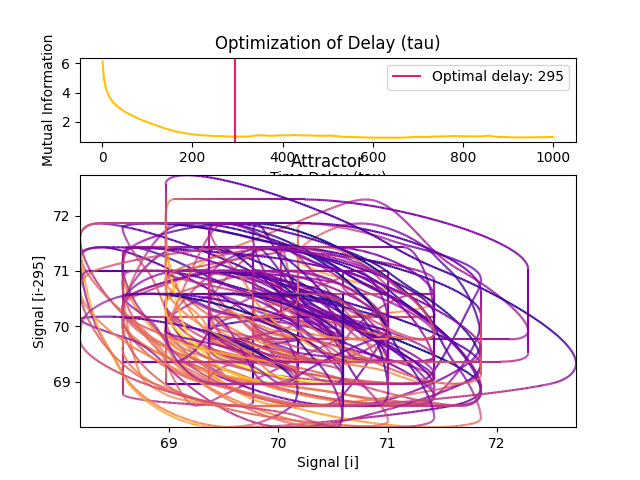 Optimization of Delay (tau)
Mutual Information
6
4
2
Optimal delay: 295
0 200 400 600 800 1000
Time Delay (tau)
Attractor
Signal [i-295]
72
71
70
69
69 70 71 72
Signal [i]